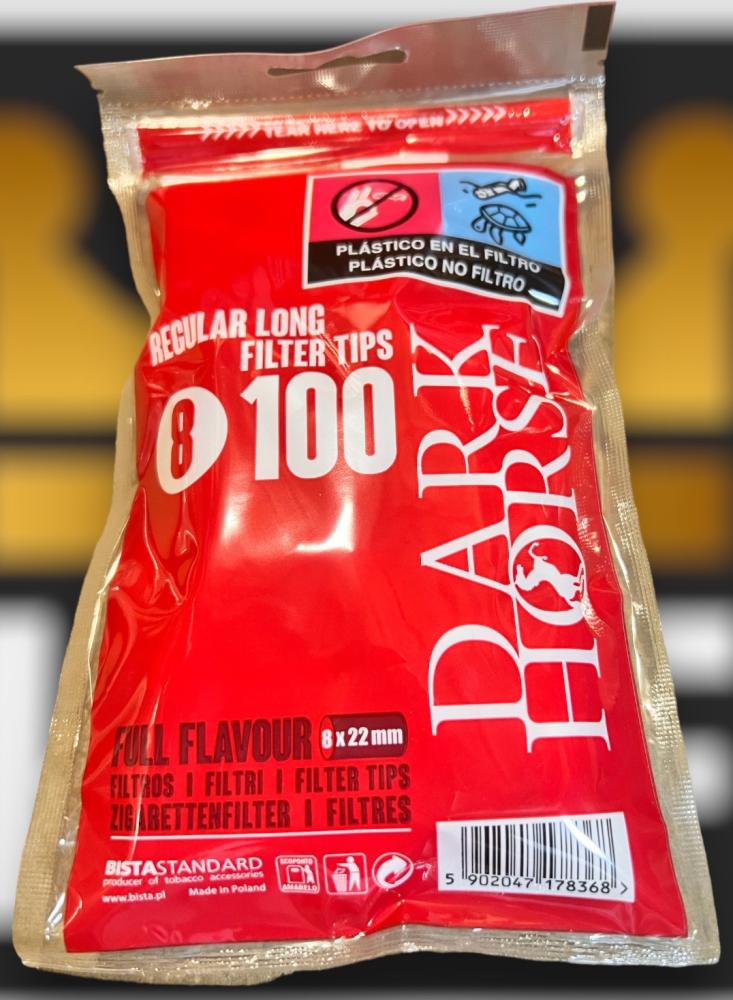 >>>>>> TEAR HERE TO OPEN >>>>>>
PLÁSTICO EN EL FILTRO
PLÁSTICO NO FILTRO
REGULAR LONG
FILTER TIPS
8 100
DARK
HORSE
FULL FLAVOUR 8 x 22 mm
FILTROS | FILTRI | FILTER TIPS
ZIGARETTENFILTER | FILTRES
BISTASTANDARD
producer of tobacco accessories
www.bista.pl Made in Poland
SCOPONTO
AMARELO
5 902047 178368 >